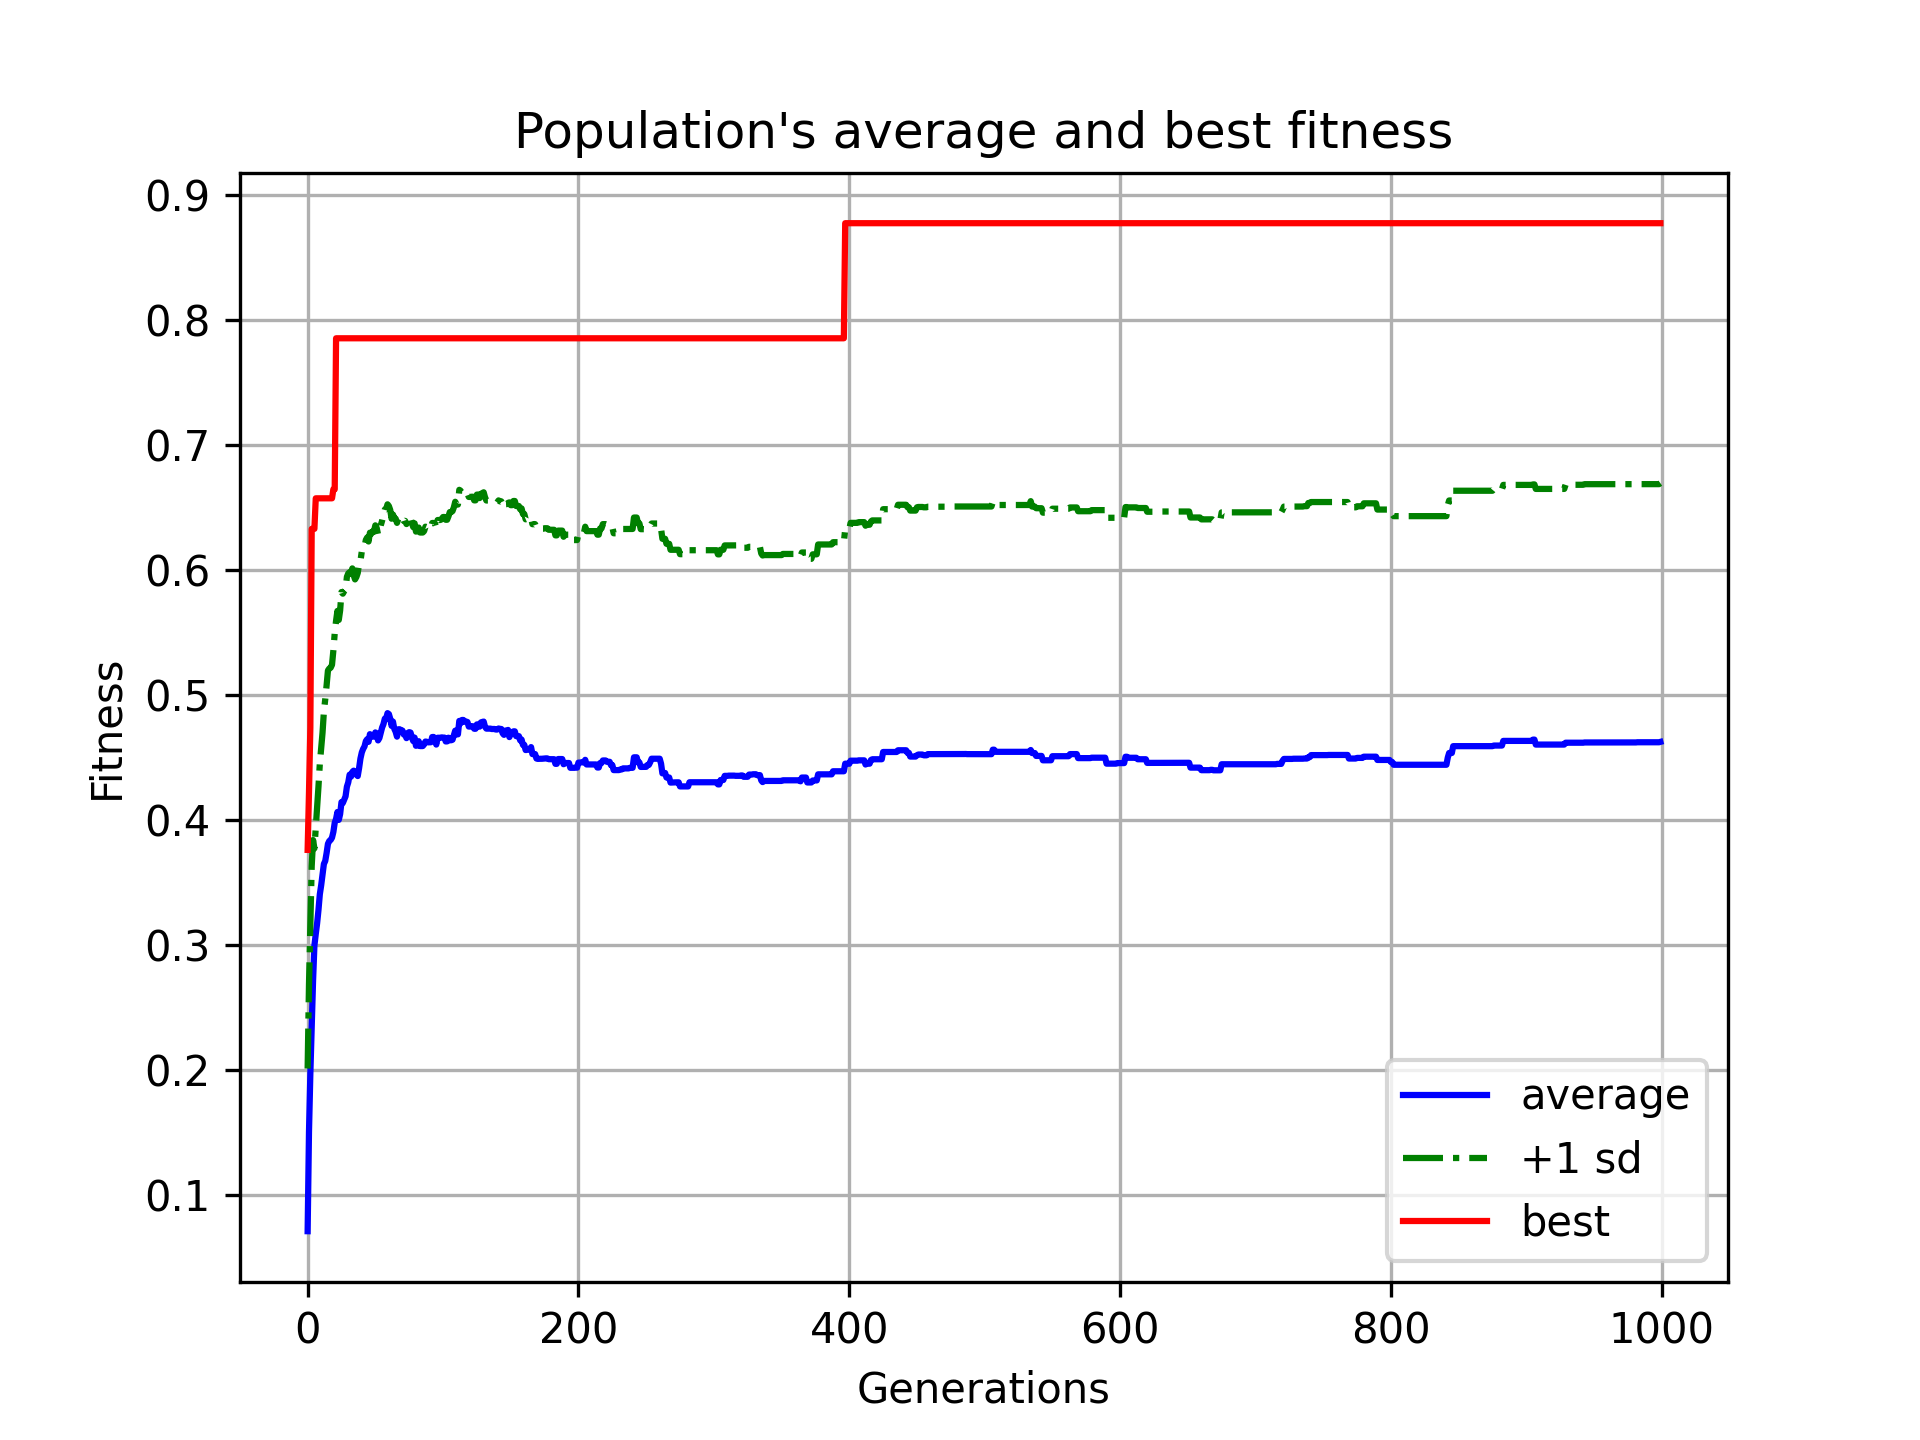 Population's average and best fitness
0.9
0.8
0.7
0.6
0.5
0.4
0.3
0.2
0.1
Fitness
average
+1 sd
best
0 200 400 600 800 1000
Generations